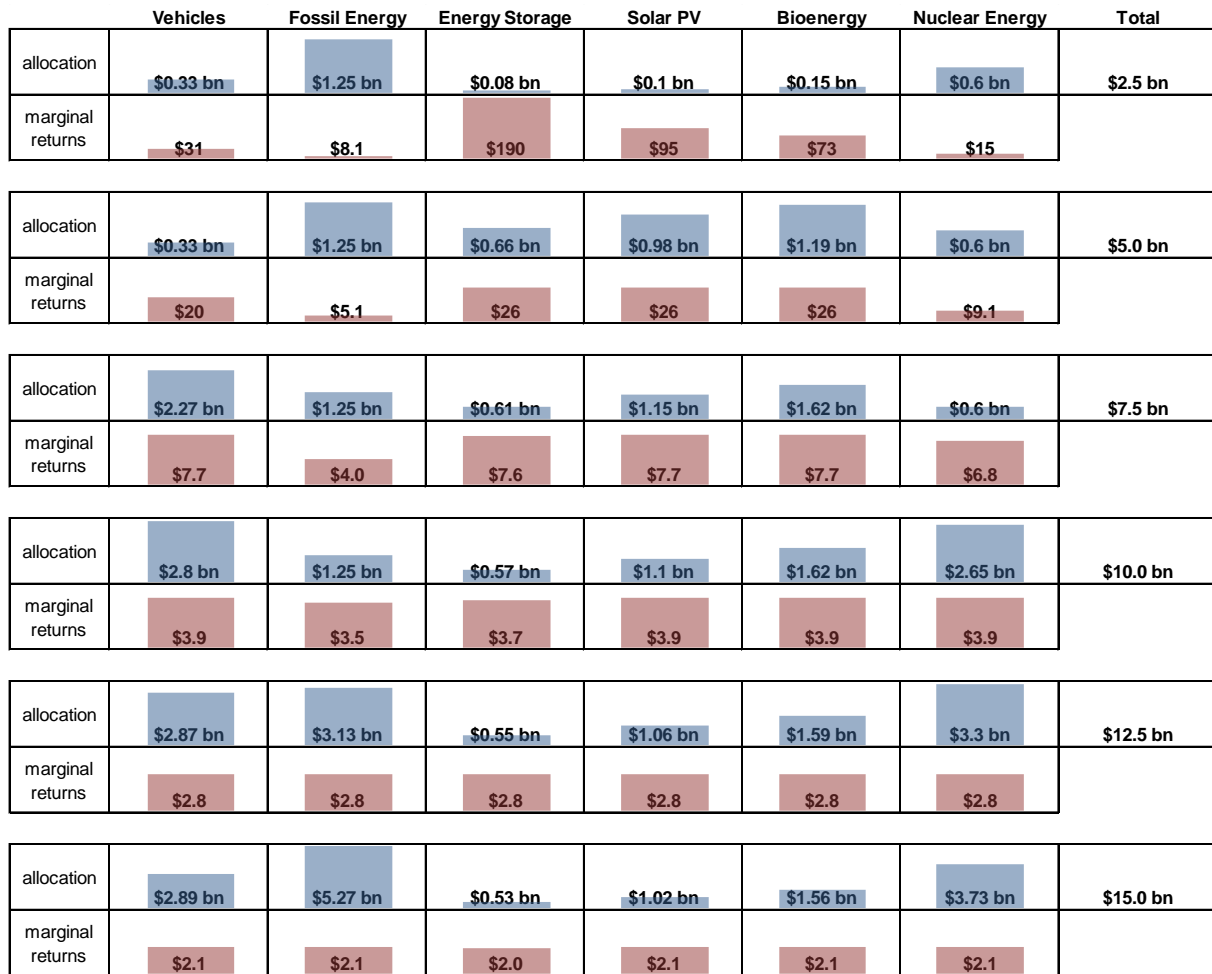 Vehicles Fossil Energy Energy Storage Solar PV Bioenergy Nuclear Energy Total
allocation $0.33 bn $1.25 bn $0.08 bn $0.1 bn $0.15 bn $0.6 bn $2.5 bn
marginal
returns $31 $8.1 $190 $95 $73 $15
allocation $0.33 bn $1.25 bn $0.66 bn $0.98 bn $1.19 bn $0.6 bn $5.0 bn
marginal
returns $20 $5.1 $26 $26 $26 $9.1
allocation $2.27 bn $1.25 bn $0.61 bn $1.15 bn $1.62 bn $0.6 bn $7.5 bn
marginal
returns $7.7 $4.0 $7.6 $7.7 $7.7 $6.8
allocation $2.8 bn $1.25 bn $0.57 bn $1.1 bn $1.62 bn $2.65 bn $10.0 bn
marginal
returns $3.9 $3.5 $3.7 $3.9 $3.9 $3.9
allocation $2.87 bn $3.13 bn $0.55 bn $1.06 bn $1.59 bn $3.3 bn $12.5 bn
marginal
returns $2.8 $2.8 $2.8 $2.8 $2.8 $2.8
allocation $2.89 bn $5.27 bn $0.53 bn $1.02 bn $1.56 bn $3.73 bn $15.0 bn
marginal
returns $2.1 $2.1 $2.0 $2.1 $2.1 $2.1